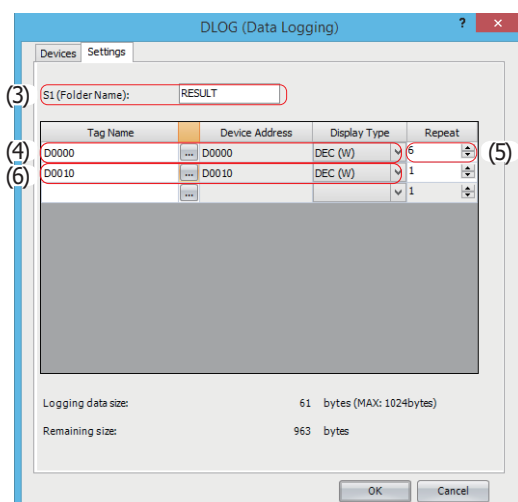 DLOG (Data Logging) ? ×
Devices Settings
(3) S1 (Folder Name): RESULT
Tag Name Device Address Display Type Repeat
(4) D0000 ... D0000 DEC (W) 6 (5)
(6) D0010 ... D0010 DEC (W) 1
... 1
Logging data size: 61 bytes (MAX: 1024bytes)
Remaining size: 963 bytes
OK Cancel